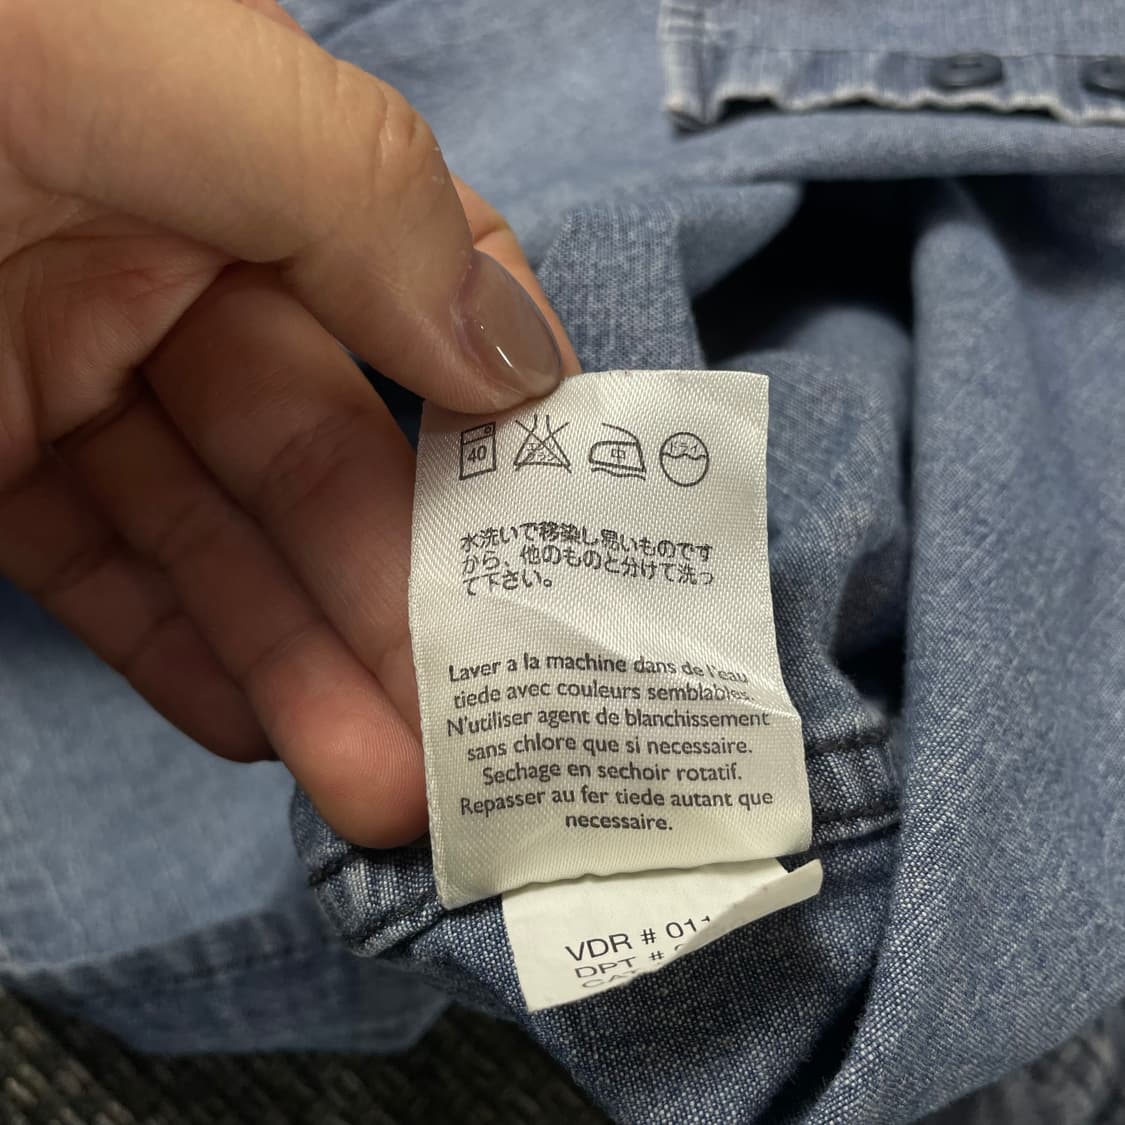 40
中
水洗いで移染し易いものです
から、他のものと分けて洗っ
て下さい。
Laver a la machine dans de l'eau
tiede avec couleurs semblables.
N'utiliser agent de blanchissement
sans chlore que si necessaire.
Sechage en sechoir rotatif.
Repasser au fer tiede autant que
necessaire.
VDR # 011
DPT #